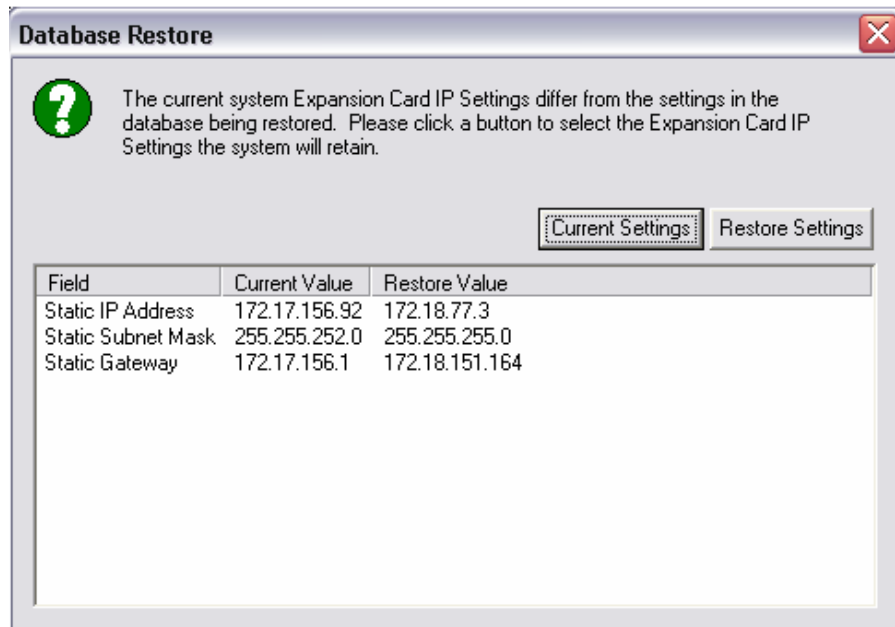 Database Restore
The current system Expansion Card IP Settings differ from the settings in the
database being restored. Please click a button to select the Expansion Card IP
Settings the system will retain.
Current Settings Restore Settings
Field Current Value Restore Value
Static IP Address 172.17.156.92 172.18.77.3
Static Subnet Mask 255.255.252.0 255.255.255.0
Static Gateway 172.17.156.1 172.18.151.164